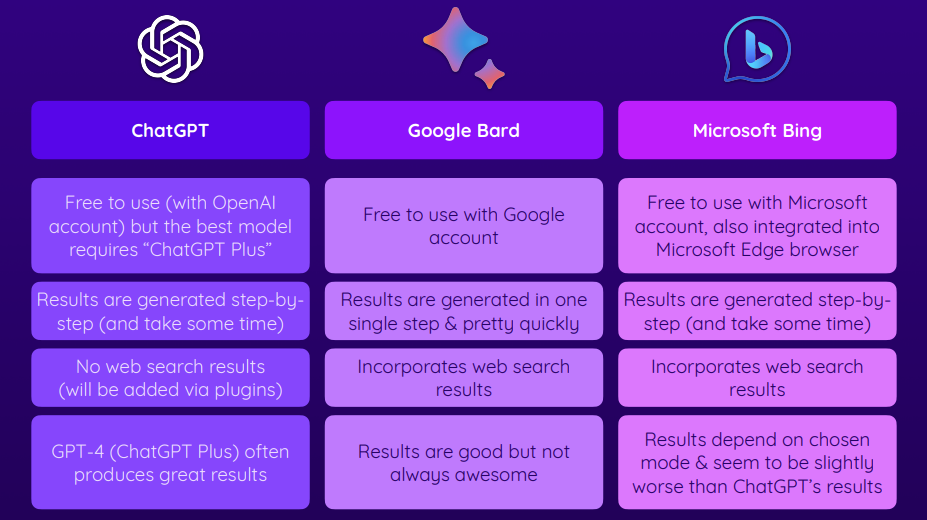 ChatGPT
Google Bard
Microsoft Bing
Free to use (with OpenAI
account) but the best model
requires “ChatGPT Plus”
Free to use with Google
account
Free to use with Microsoft
account, also integrated into
Microsoft Edge browser
Results are generated step-by-
step (and take some time)
Results are generated in one
single step & pretty quickly
Results are generated step-by-
step (and take some time)
No web search results
(will be added via plugins)
Incorporates web search
results
Incorporates web search
results
GPT-4 (ChatGPT Plus) often
produces great results
Results are good but not
always awesome
Results depend on chosen
mode & seem to be slightly
worse than ChatGPT’s results